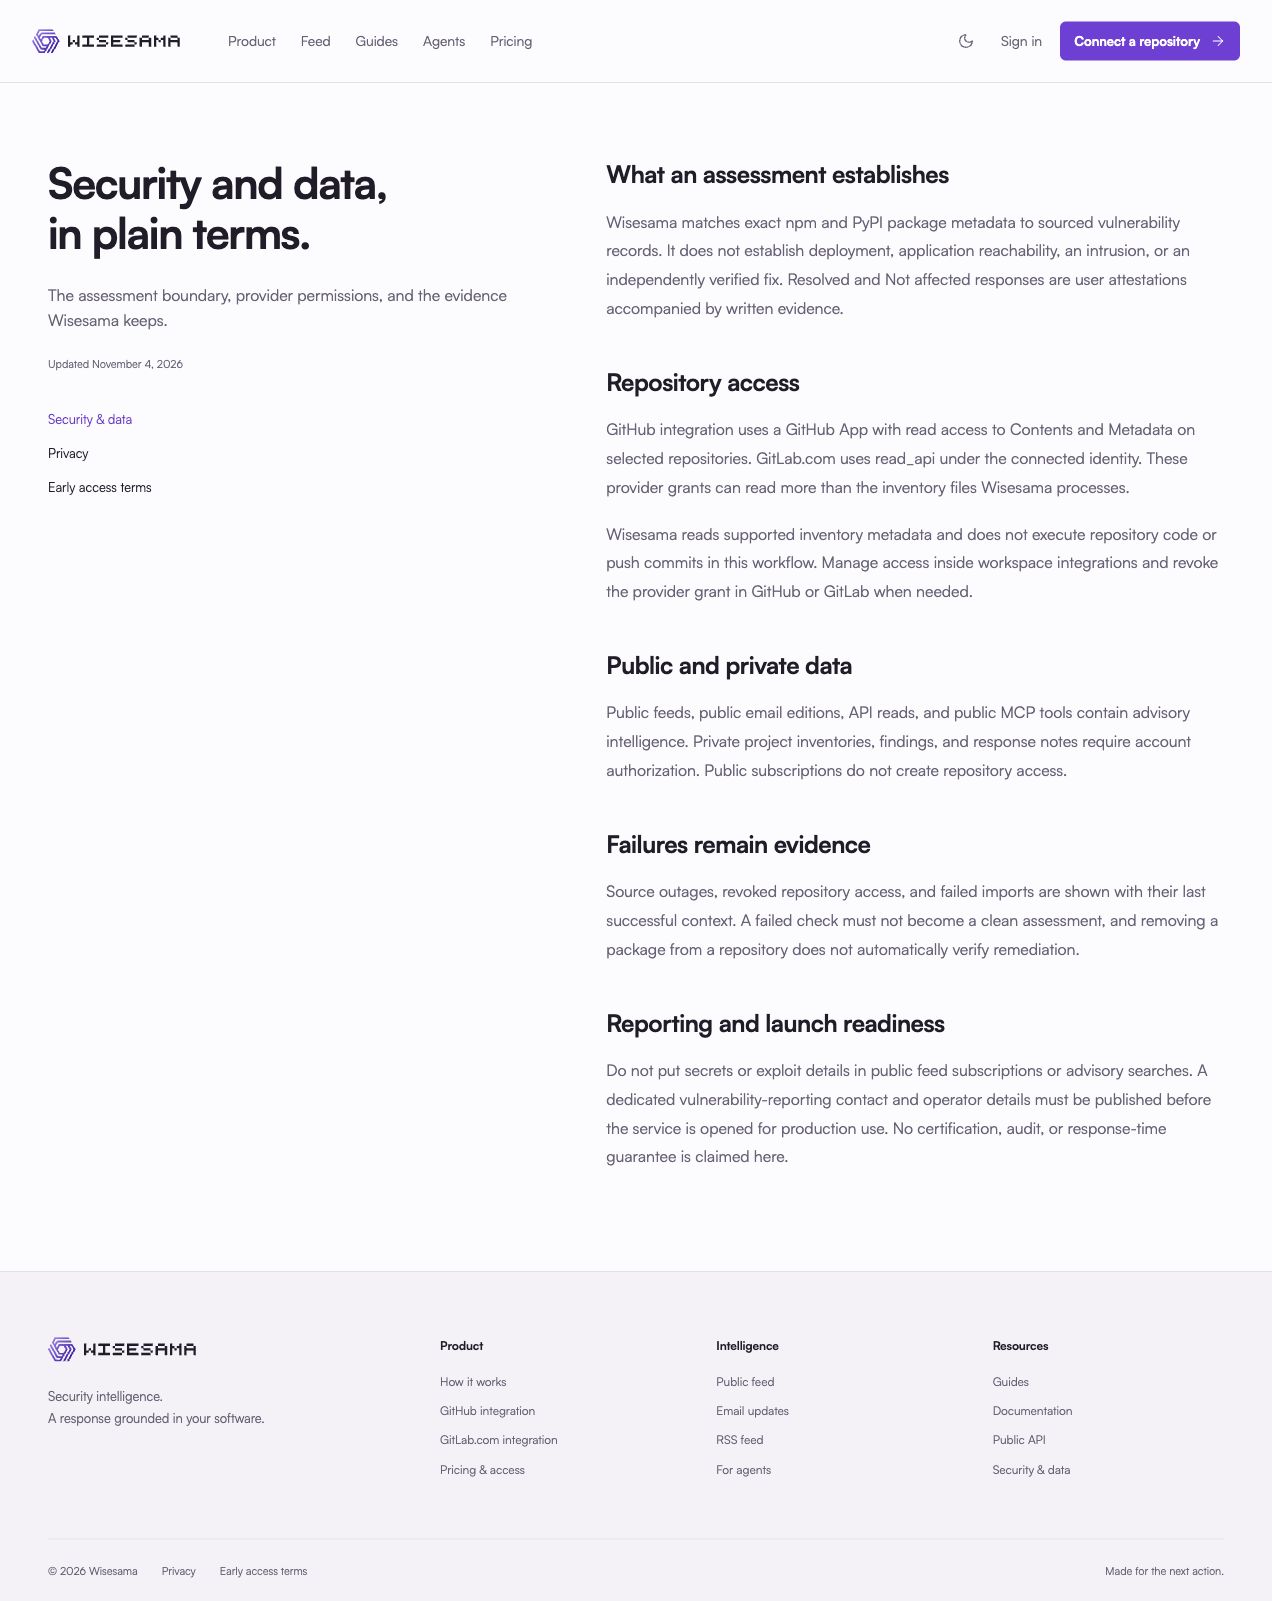 WISESAMA
Product
Feed
Guides
Agents
Pricing
Sign in
Connect a repository
Security and data,
in plain terms.
The assessment boundary, provider permissions, and the evidence
Wisesama keeps.
Updated November 4, 2026
Security & data
Privacy
Early access terms
What an assessment establishes
Wisesama matches exact npm and PyPI package metadata to sourced vulnerability
records. It does not establish deployment, application reachability, an intrusion, or an
independently verified fix. Resolved and Not affected responses are user attestations
accompanied by written evidence.
Repository access
GitHub integration uses a GitHub App with read access to Contents and Metadata on
selected repositories. GitLab.com uses read_api under the connected identity. These
provider grants can read more than the inventory files Wisesama processes.
Wisesama reads supported inventory metadata and does not execute repository code or
push commits in this workflow. Manage access inside workspace integrations and revoke
the provider grant in GitHub or GitLab when needed.
Public and private data
Public feeds, public email editions, API reads, and public MCP tools contain advisory
intelligence. Private project inventories, findings, and response notes require account
authorization. Public subscriptions do not create repository access.
Failures remain evidence
Source outages, revoked repository access, and failed imports are shown with their last
successful context. A failed check must not become a clean assessment, and removing a
package from a repository does not automatically verify remediation.
Reporting and launch readiness
Do not put secrets or exploit details in public feed subscriptions or advisory searches. A
dedicated vulnerability-reporting contact and operator details must be published before
the service is opened for production use. No certification, audit, or response-time
guarantee is claimed here.
WISESAMA
Security intelligence.
A response grounded in your software.
Product
How it works
GitHub integration
GitLab.com integration
Pricing & access
Intelligence
Public feed
Email updates
RSS feed
For agents
Resources
Guides
Documentation
Public API
Security & data
© 2026 Wisesama
Privacy
Early access terms
Made for the next action.